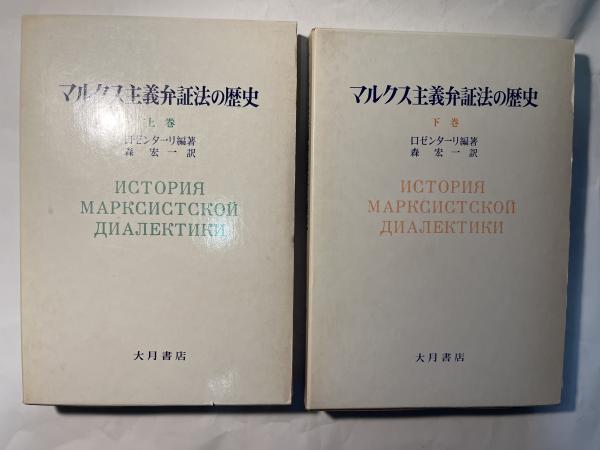 マルクス主義弁証法の歴史
上巻
ロゼンターリ編著
森宏一訳
ИСТОРИЯ
МАРКСИСТСКОЙ
ДИАЛЕКТИКИ
大月書店
マルクス主義弁証法の歴史
下巻
ロゼンターリ編著
森宏一訳
ИСТОРИЯ
МАРКСИСТСКОЙ
ДИАЛЕКТИКИ
大月書店